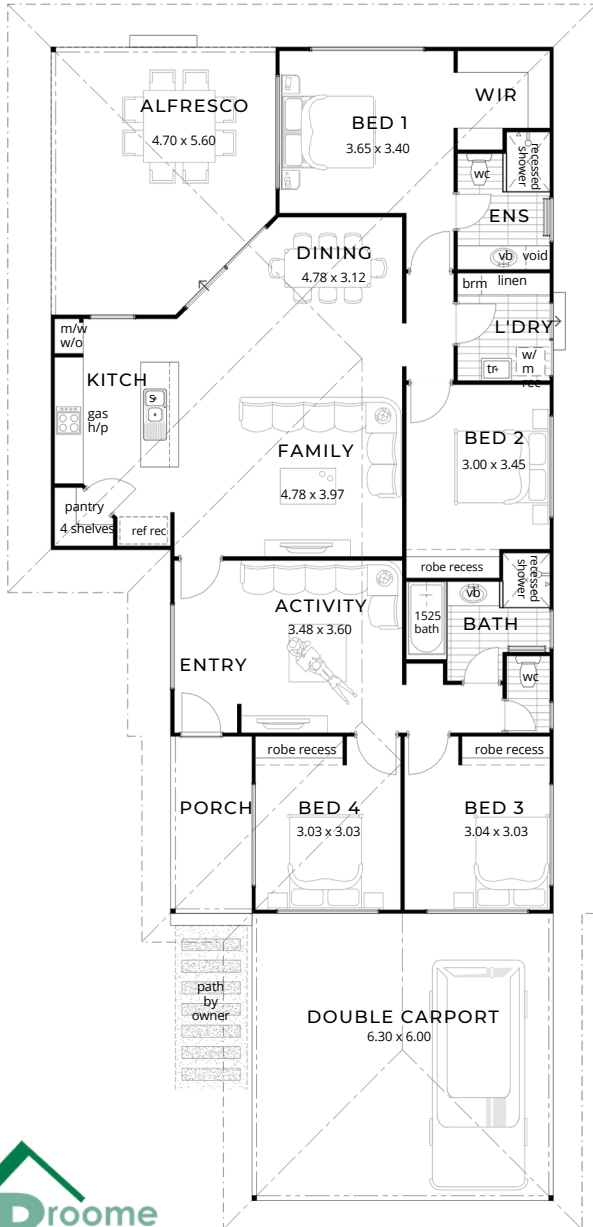 ALFRESCO
4.70 x 5.60
BED 1
3.65 x 3.40
WIR
recessed
shower
wc
ENS
vb void
DINING
4.78 x 3.12
brm linen
L'DRY
tr
w/
m
rec
m/w
w/o
KITCH
gas
h/p
s
FAMILY
4.78 x 3.97
BED 2
3.00 x 3.45
pantry
4 shelves
ref rec
robe recess
recessed
shower
ACTIVITY
3.48 x 3.60
1525
bath
vb
BATH
ENTRY
wc
robe recess
robe recess
PORCH
BED 4
3.03 x 3.03
BED 3
3.04 x 3.03
path
by
owner
DOUBLE CARPORT
6.30 x 6.00
Broome